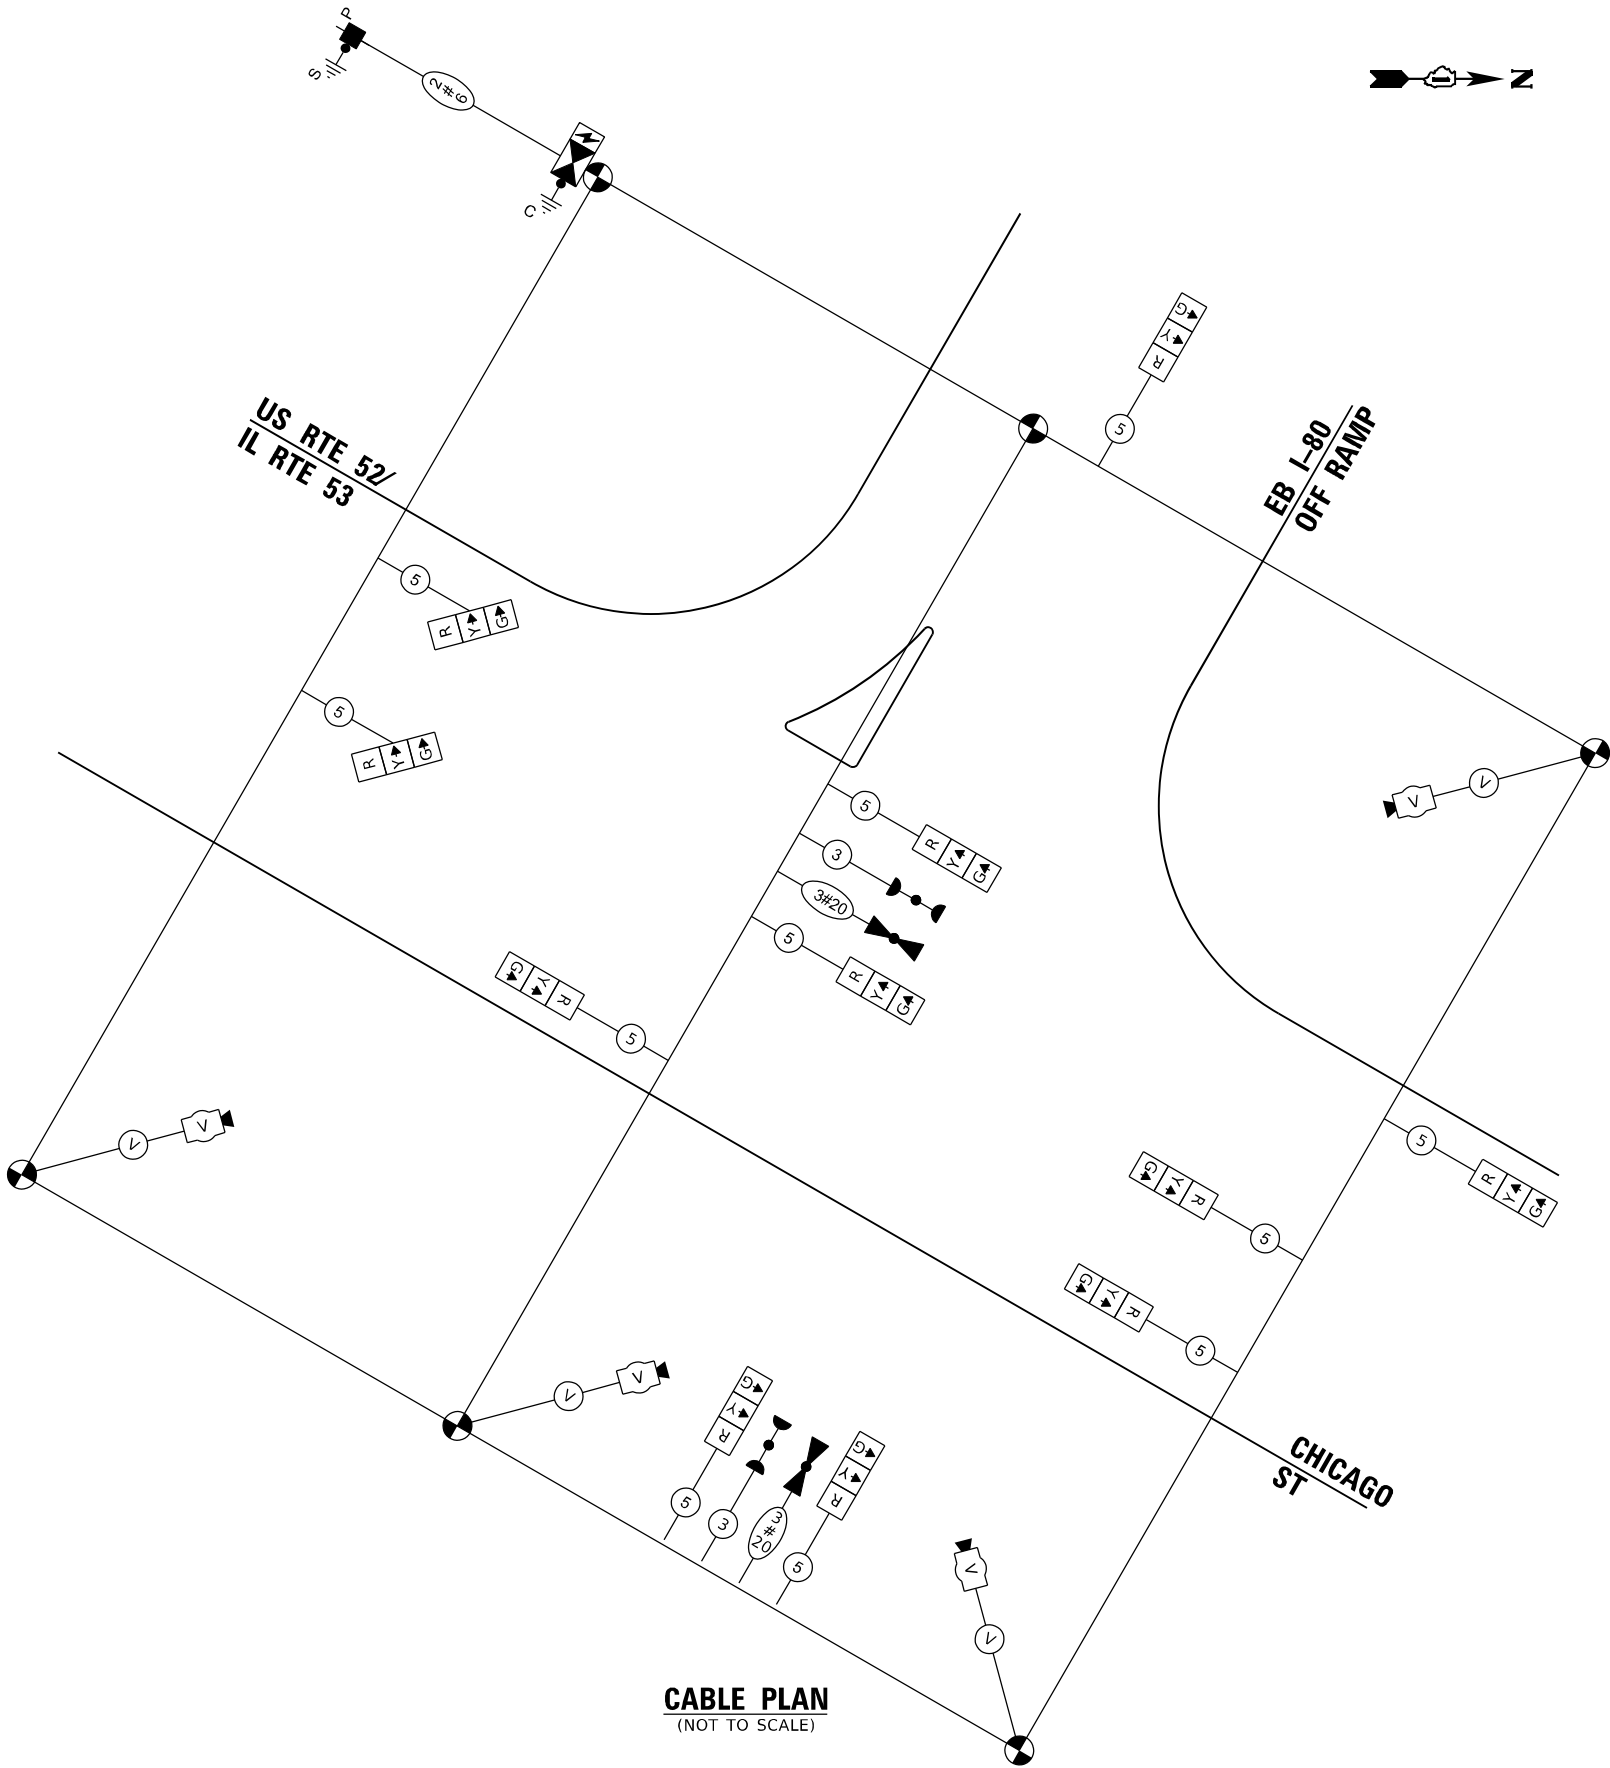 P
S
2#6
C
N
G
Y
R
5
EB I-80
OFF RAMP
US RTE 52/
IL RTE 53
5
R Y G
5
R Y G
V
V
5
R Y G
3
3#20
5
R Y G
G Y R
5
V
V
5
R Y G
G Y R
5
G Y R
5
V
V
G
Y
R
5
3
3
#
20
G
Y
R
5
CHICAGO
ST
V
V
CABLE PLAN
(NOT TO SCALE)